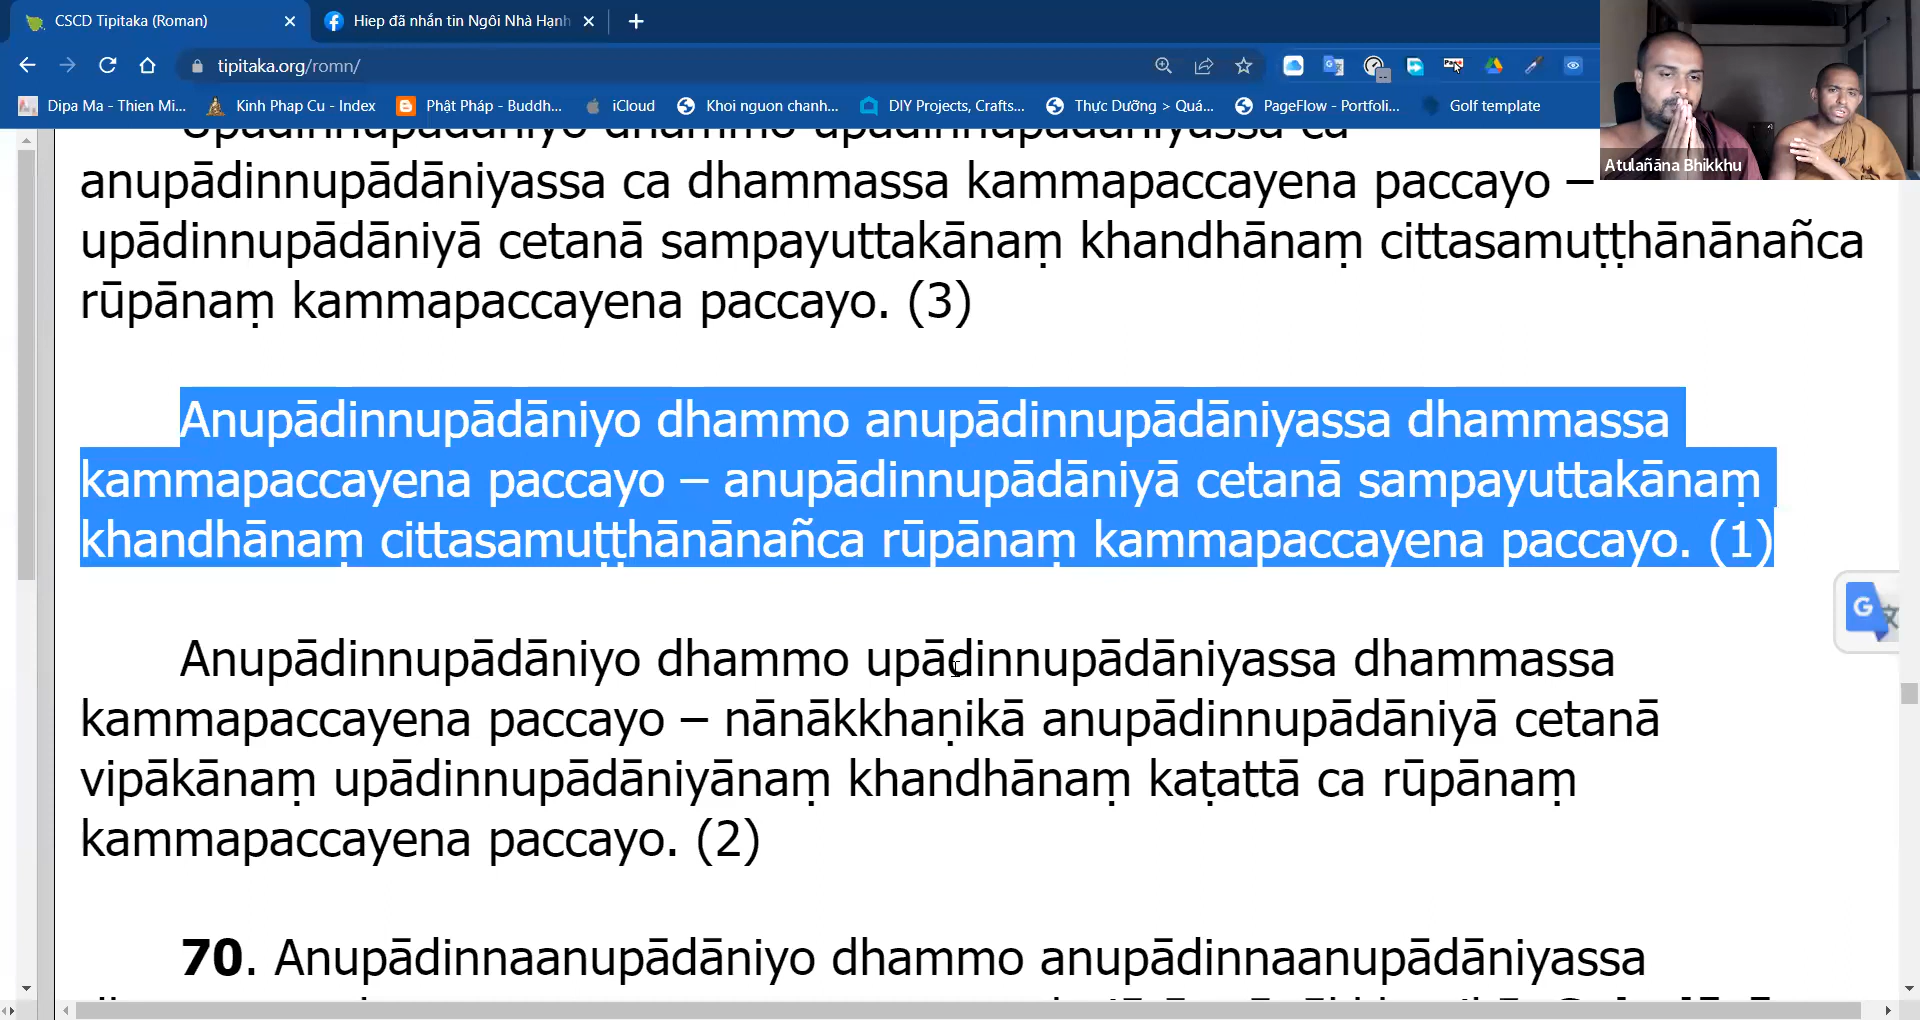 CSCD Tipitaka (Roman)
Hiep đã nhắn tin Ngôi Nhà Hạnh
tipitaka.org/romn/
Dipa Ma - Thien Mi...
Kinh Phap Cu - Index
Phật Pháp - Buddh...
iCloud
Khoi nguon chanh...
DIY Projects, Crafts...
Thực Dưỡng > Quá...
PageFlow - Portfoli...
Golf template
Atulañāna Bhikkhu
Upādinnupādāniyo dhammo upādinnupādāniyassa ca
anupādinnupādāniyassa ca dhammassa kammapaccayena paccayo –
upādinnupādāniyā cetanā sampayuttakānaṃ khandhānaṃ cittasamuṭṭhānānañca
rūpānaṃ kammapaccayena paccayo. (3)
Anupādinnupādāniyo dhammo anupādinnupādāniyassa dhammassa
kammapaccayena paccayo – anupādinnupādāniyā cetanā sampayuttakānaṃ
khandhānaṃ cittasamuṭṭhānānañca rūpānaṃ kammapaccayena paccayo. (1)
Anupādinnupādāniyo dhammo upādinnupādāniyassa dhammassa
kammapaccayena paccayo – nānākkhaṇikā anupādinnupādāniyā cetanā
vipākānaṃ upādinnupādāniyānaṃ khandhānaṃ kaṭattā ca rūpānaṃ
kammapaccayena paccayo. (2)
70. Anupādinnaanupādāniyo dhammo anupādinnaanupādāniyassa